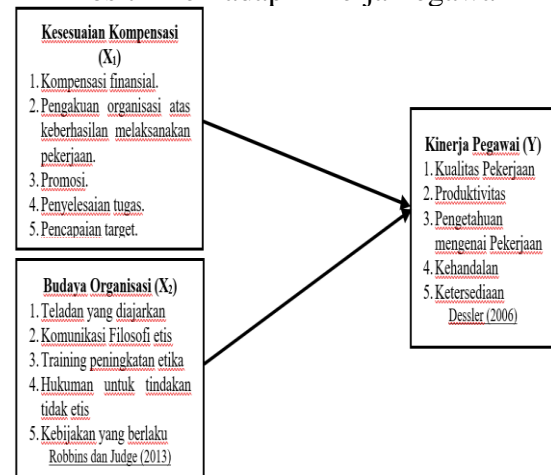 Kesesuaian Kompensasi
(X₁)
1. Kompensasi finansial.
2. Pengakuan organisasi atas
keberhasilan melaksanakan
pekerjaan.
3. Promosi.
4. Penyelesaian tugas.
5. Pencapaian target.
Budaya Organisasi (X₂)
1. Teladan yang diajarkan
2. Komunikasi Filosofi etis
3. Training peningkatan etika
4. Hukuman untuk tindakan
tidak etis
5. Kebijakan yang berlaku
Robbins dan Judge (2013)
Kinerja Pegawai (Y)
1. Kualitas Pekerjaan
2. Produktivitas
3. Pengetahuan
mengenai Pekerjaan
4. Kehandalan
5. Ketersediaan
Dessler (2006)